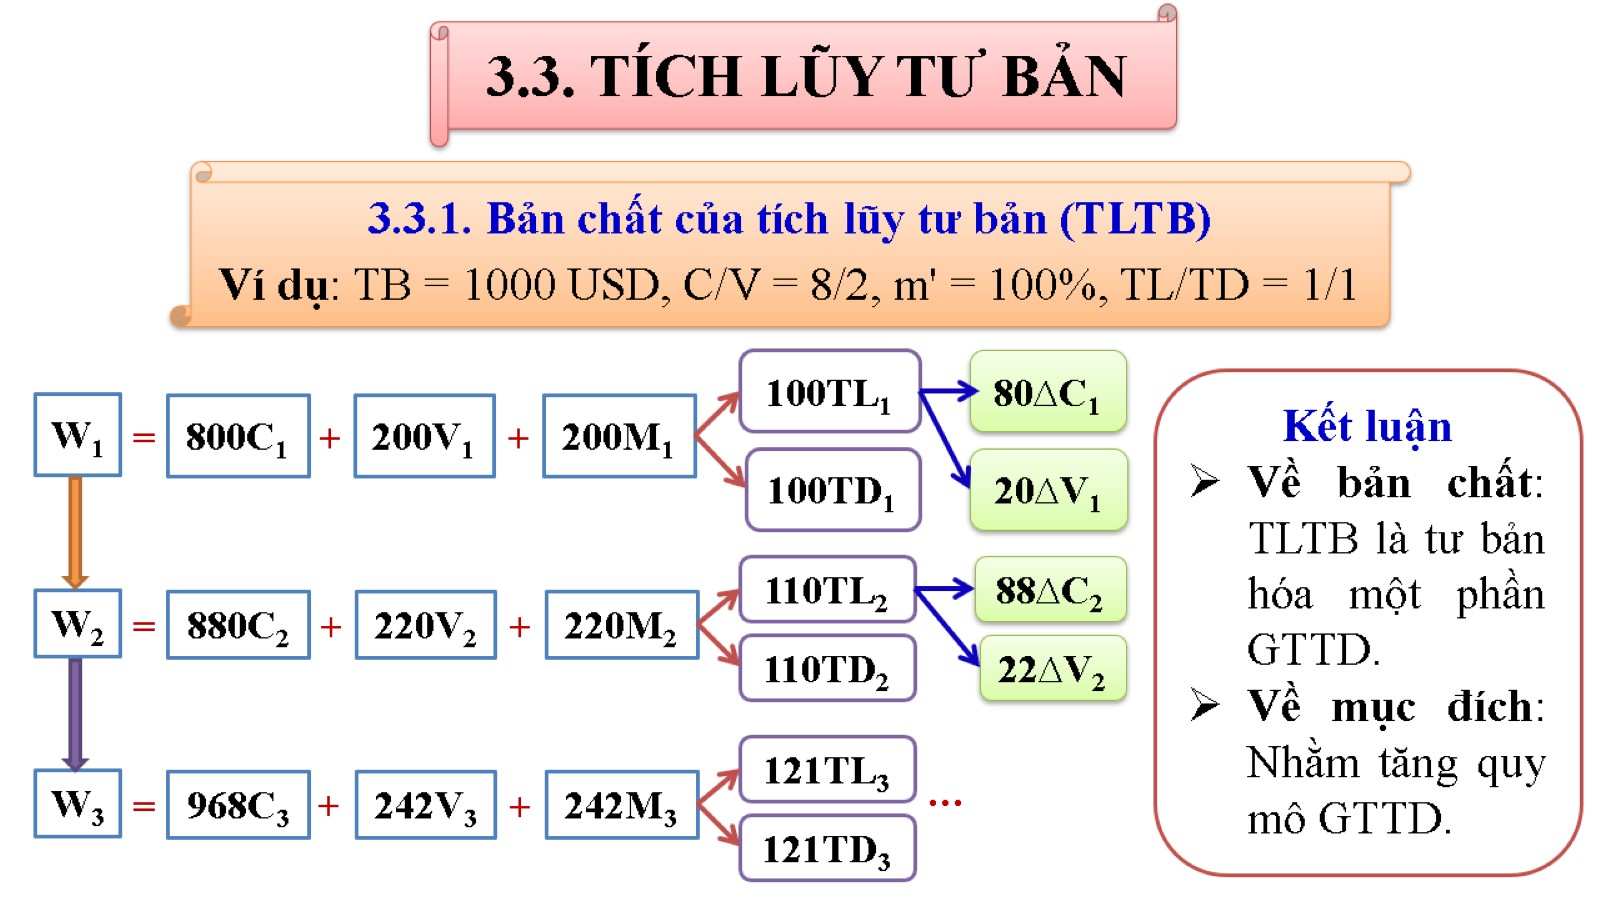 3.3. TÍCH LŨY TƯ BẢN
3.3.1. Bản chất của tích lũy tư bản (TLTB)
Ví dụ: TB = 1000 USD, C/V = 8/2, m' = 100%, TL/TD = 1/1
W₁ = 800C₁ + 200V₁ + 200M₁
100TL₁
100TD₁
80∆C₁
20∆V₁
W₂ = 880C₂ + 220V₂ + 220M₂
110TL₂
110TD₂
88∆C₂
22∆V₂
W₃ = 968C₃ + 242V₃ + 242M₃
121TL₃
121TD₃
...
Kết luận
➢ Về bản chất:
TLTB là tư bản
hóa một phần
GTTD.
➢ Về mục đích:
Nhằm tăng quy
mô GTTD.